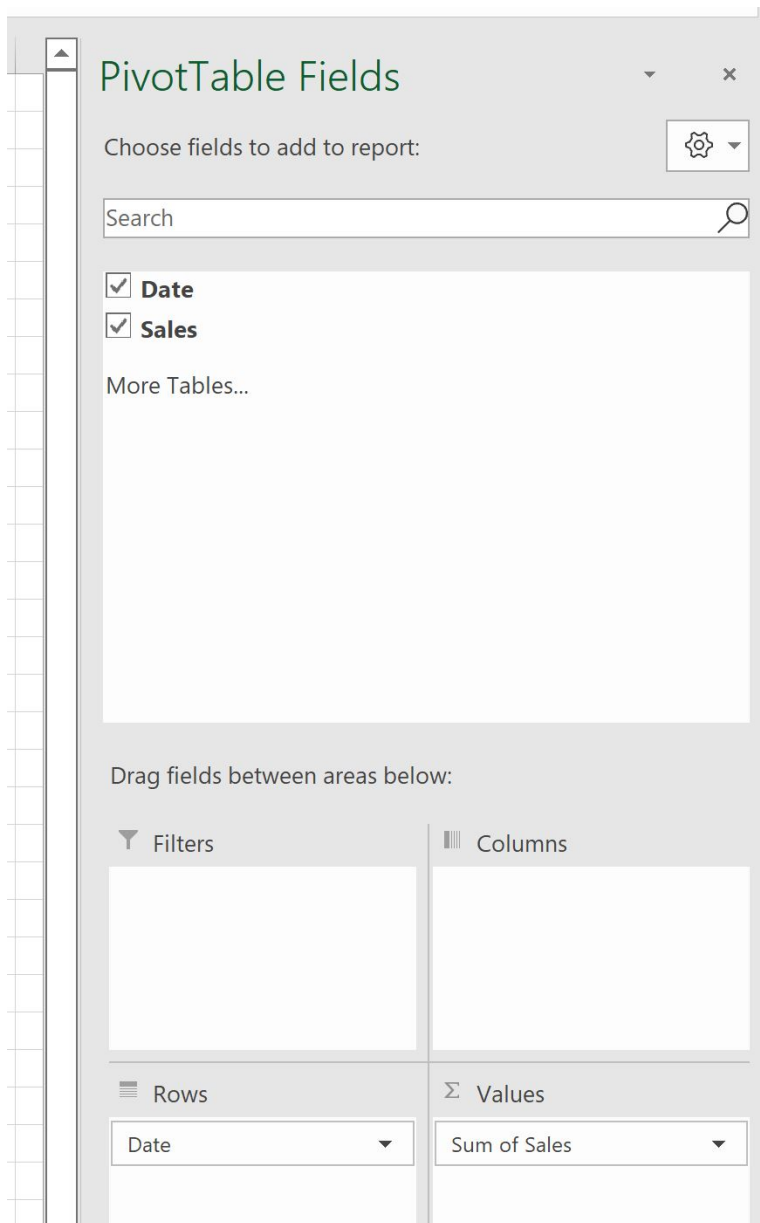 PivotTable Fields
Choose fields to add to report:
Search
Date
Sales
More Tables...
Drag fields between areas below:
Filters
Columns
Rows
Σ Values
Date
Sum of Sales